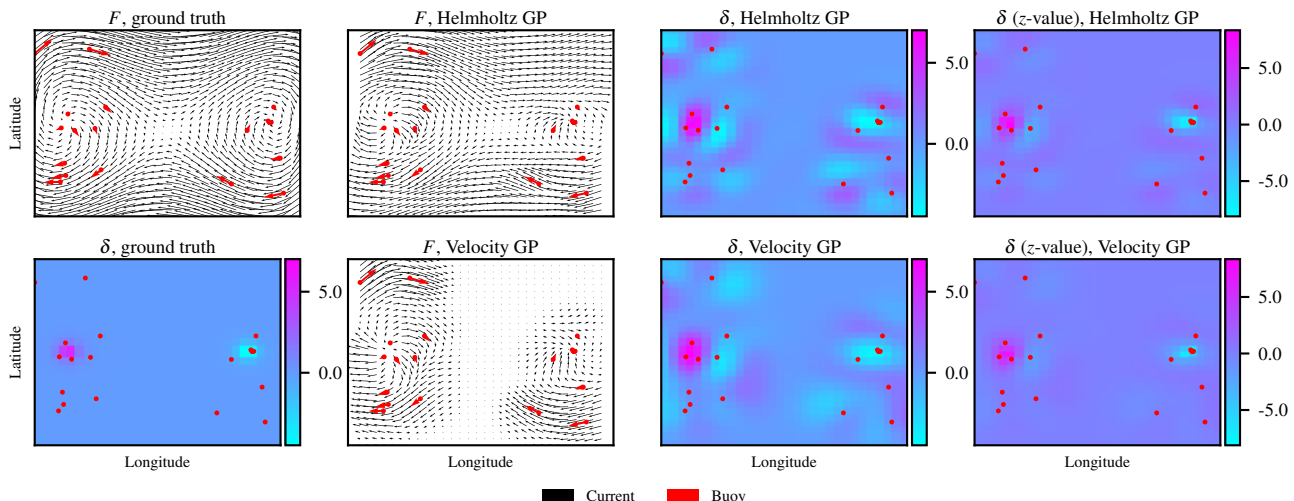 F, ground truth
F, Helmholtz GP
δ, Helmholtz GP
δ (z-value), Helmholtz GP
Latitude
5.0
0.0
5.0
0.0
-5.0
δ, ground truth
F, Velocity GP
δ, Velocity GP
δ (z-value), Velocity GP
Latitude
5.0
0.0
5.0
0.0
5.0
0.0
-5.0
Longitude
Longitude
Longitude
Longitude
Current
Buoy